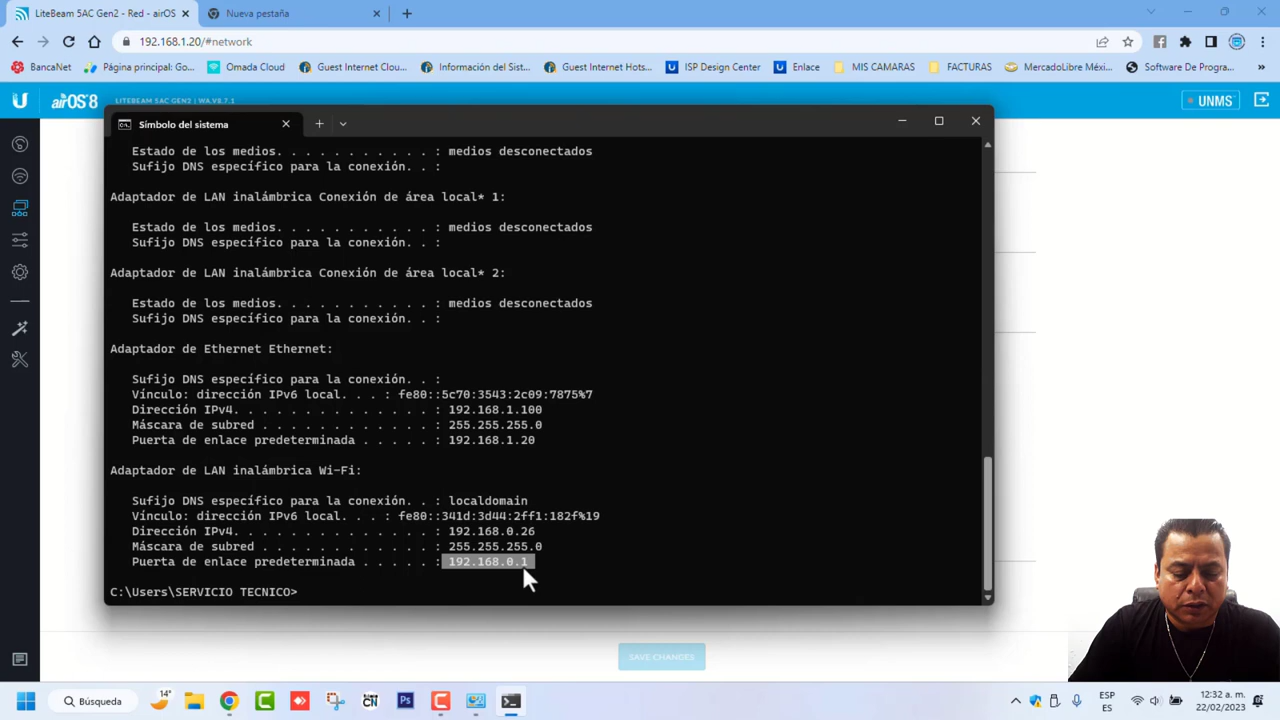 LiteBeam 5AC Gen2 - Red - airOS
Nueva pestaña
192.168.1.20/#network
BancaNet
Página principal: Go...
Omada Cloud
Guest Internet Clou...
Información del Sist...
Guest Internet Hots...
ISP Design Center
Enlace
MIS CAMARAS
FACTURAS
MercadoLibre Méxi...
Software De Progra...
»
airOS 8
LITEBEAM 5AC GEN2 | WA.V8.7.1
UNMS
Símbolo del sistema
Estado de los medios. . . . . . . . . . . : medios desconectados
Sufijo DNS específico para la conexión. . :
Adaptador de LAN inalámbrica Conexión de área local* 1:
Estado de los medios. . . . . . . . . . . : medios desconectados
Sufijo DNS específico para la conexión. . :
Adaptador de LAN inalámbrica Conexión de área local* 2:
Estado de los medios. . . . . . . . . . . : medios desconectados
Sufijo DNS específico para la conexión. . :
Adaptador de Ethernet Ethernet:
Sufijo DNS específico para la conexión. . :
Vínculo: dirección IPv6 local. . . : fe80::5c70:3543:2c09:7875%7
Dirección IPv4. . . . . . . . . . . . . . : 192.168.1.100
Máscara de subred . . . . . . . . . . . . : 255.255.255.0
Puerta de enlace predeterminada . . . . . : 192.168.1.20
Adaptador de LAN inalámbrica Wi-Fi:
Sufijo DNS específico para la conexión. . : localdomain
Vínculo: dirección IPv6 local. . . : fe80::341d:3d44:2ff1:182f%19
Dirección IPv4. . . . . . . . . . . . . . : 192.168.0.26
Máscara de subred . . . . . . . . . . . . : 255.255.255.0
Puerta de enlace predeterminada . . . . . : 192.168.0.1
C:\Users\SERVICIO TECNICO>
SAVE CHANGES
Búsqueda
14°
CN
Ps
ESP
ES
12:32 a. m.
22/02/2023